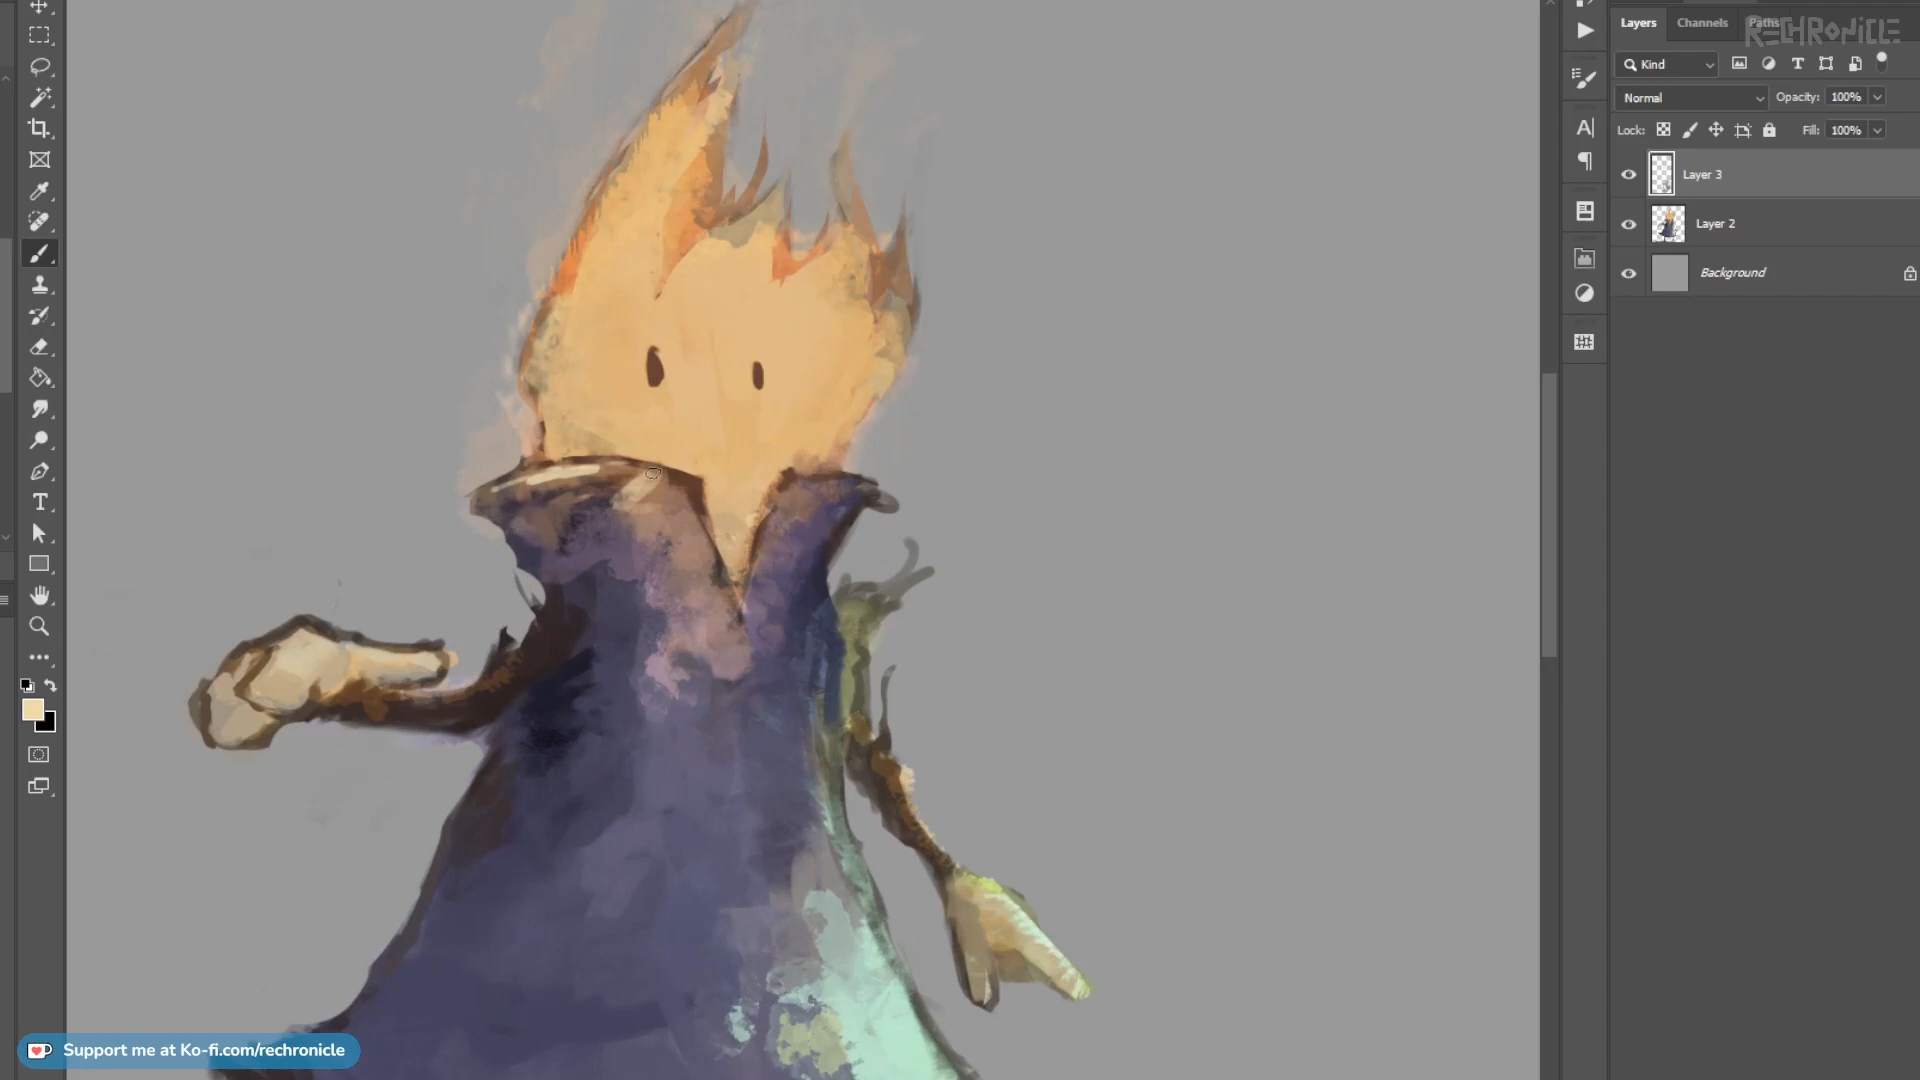 Layers Channels Paths
RECHRONICLE
Kind
Normal Opacity: 100%
Lock: Fill: 100%
Layer 3
Layer 2
Background
Support me at Ko-fi.com/rechronicle